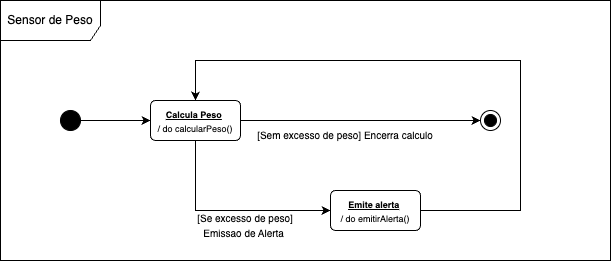 Sensor de Peso
Calcula Peso
/ do calcularPeso()
[Sem excesso de peso] Encerra calculo
[Se excesso de peso]
Emissao de Alerta
Emite alerta
/ do emitirAlerta()